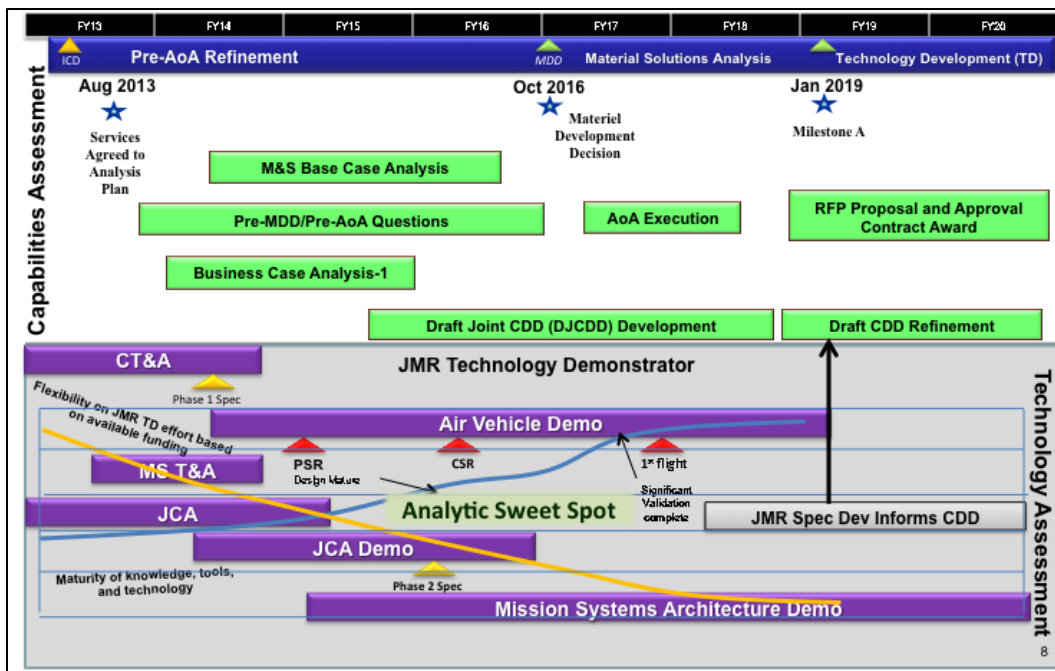 FY13 FY14 FY15 FY16 FY17 FY18 FY19 FY20
Capabilities Assessment
ICD
Pre-AoA Refinement
MDD
Material Solutions Analysis
Technology Development (TD)
Aug 2013
Oct 2016
Jan 2019
Services
Agreed to
Analysis
Plan
Materiel
Development
Decision
Milestone A
M&S Base Case Analysis
Pre-MDD/Pre-AoA Questions
AoA Execution
RFP Proposal and Approval
Contract Award
Business Case Analysis-1
Draft Joint CDD (DJCDD) Development
Draft CDD Refinement
Technology Assessment
CT&A
JMR Technology Demonstrator
Phase 1 Spec
Flexibility on JMR TD effort based
on available funding
Air Vehicle Demo
PSR
Design Mature
CSR
1st flight
MS T&A
Significant
Validation
complete
JCA
Analytic Sweet Spot
JMR Spec Dev Informs CDD
JCA Demo
Maturity of knowledge, tools,
and technology
Phase 2 Spec
Mission Systems Architecture Demo
8